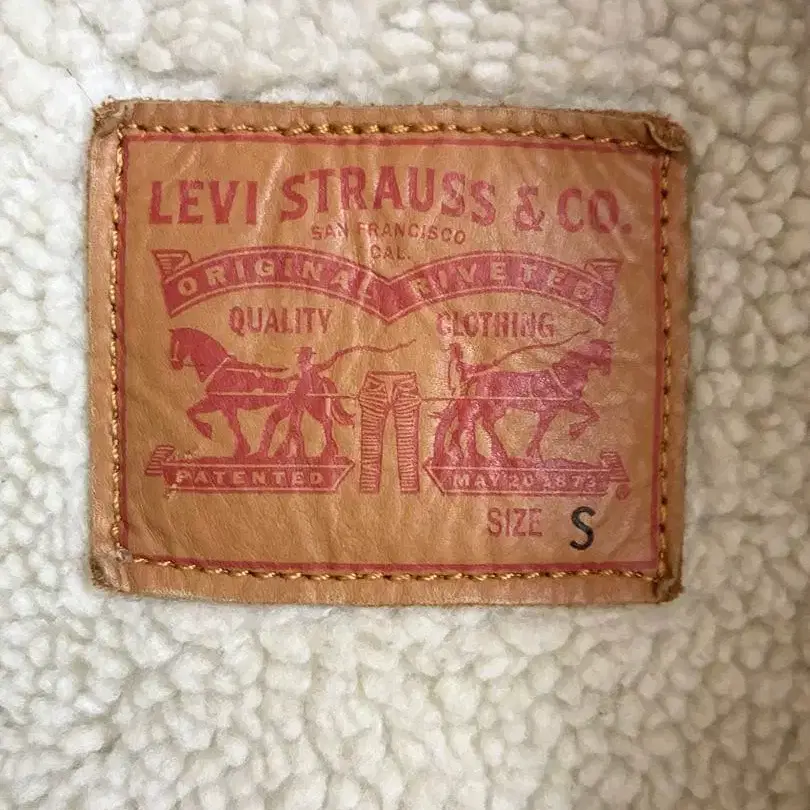 LEVI STRAUSS & CO.
SAN FRANCISCO
CAL.
ORIGINAL RIVETED
QUALITY CLOTHING
PATENTED MAY 20 1873
SIZE S